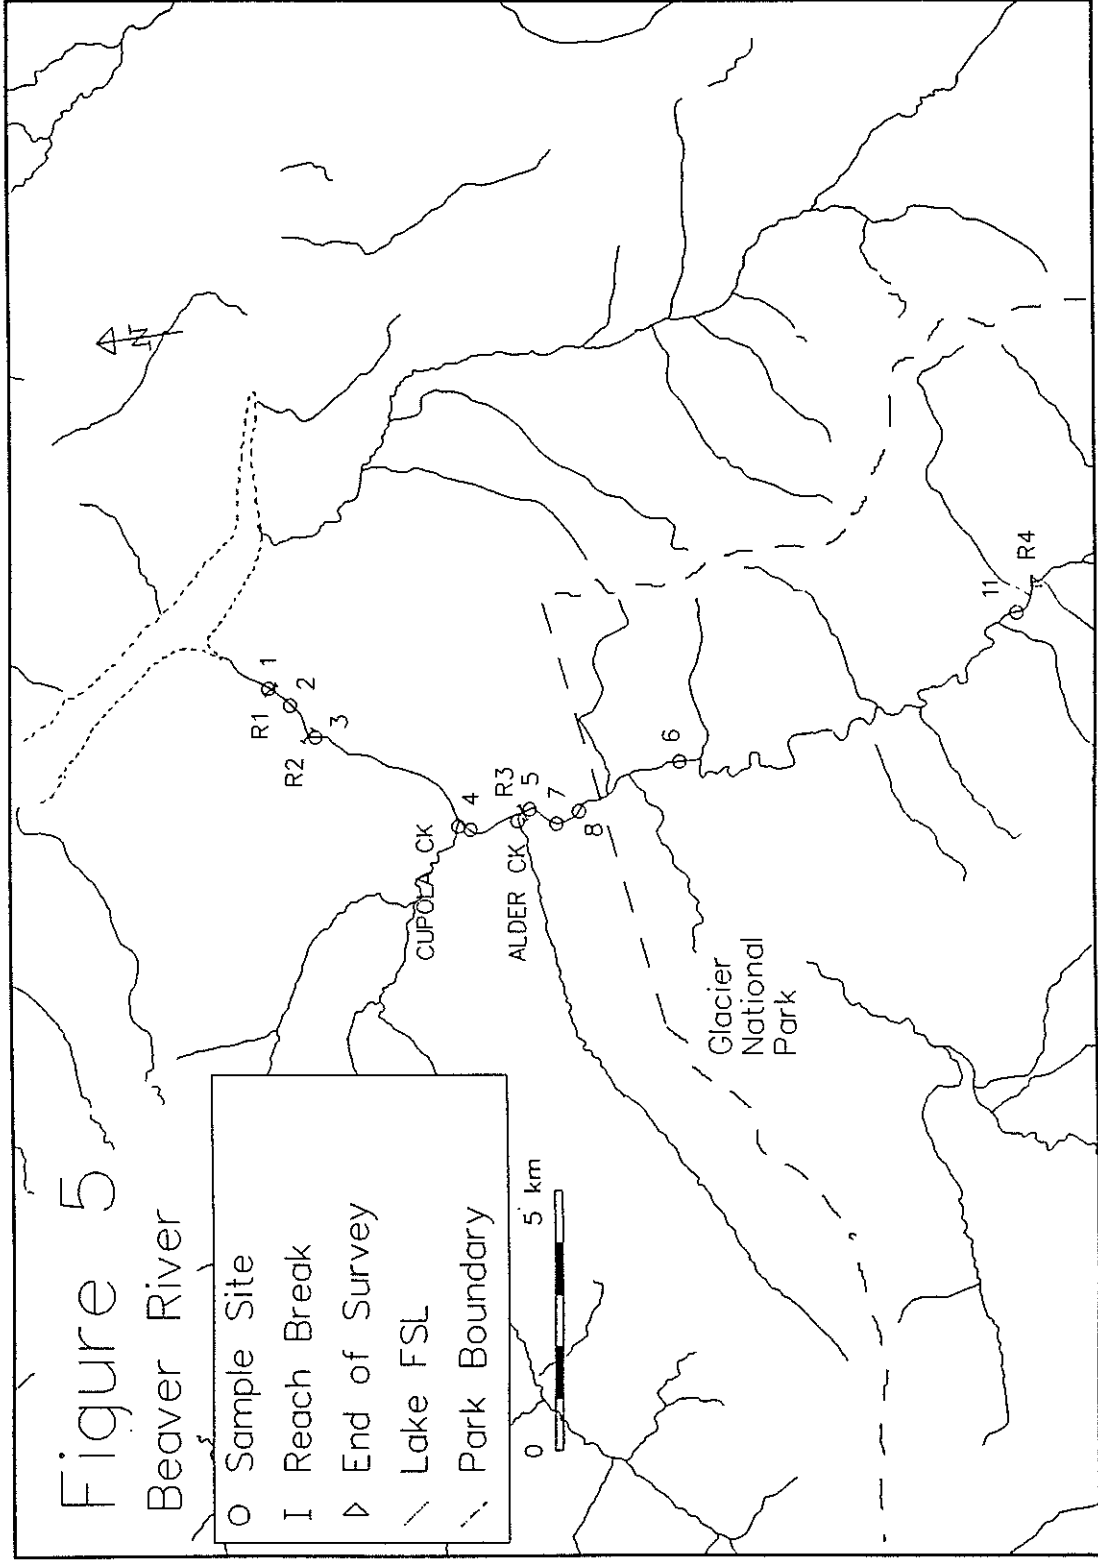 Figure 5
Beaver River
Sample Site
Reach Break
End of Survey
Lake FSL
Park Boundary
0 5 km
N
R1
1
2
R2
3
CUPOLA CK
4
R3
5
ALDER CK
7
8
6
Glacier
National
Park
11
R4